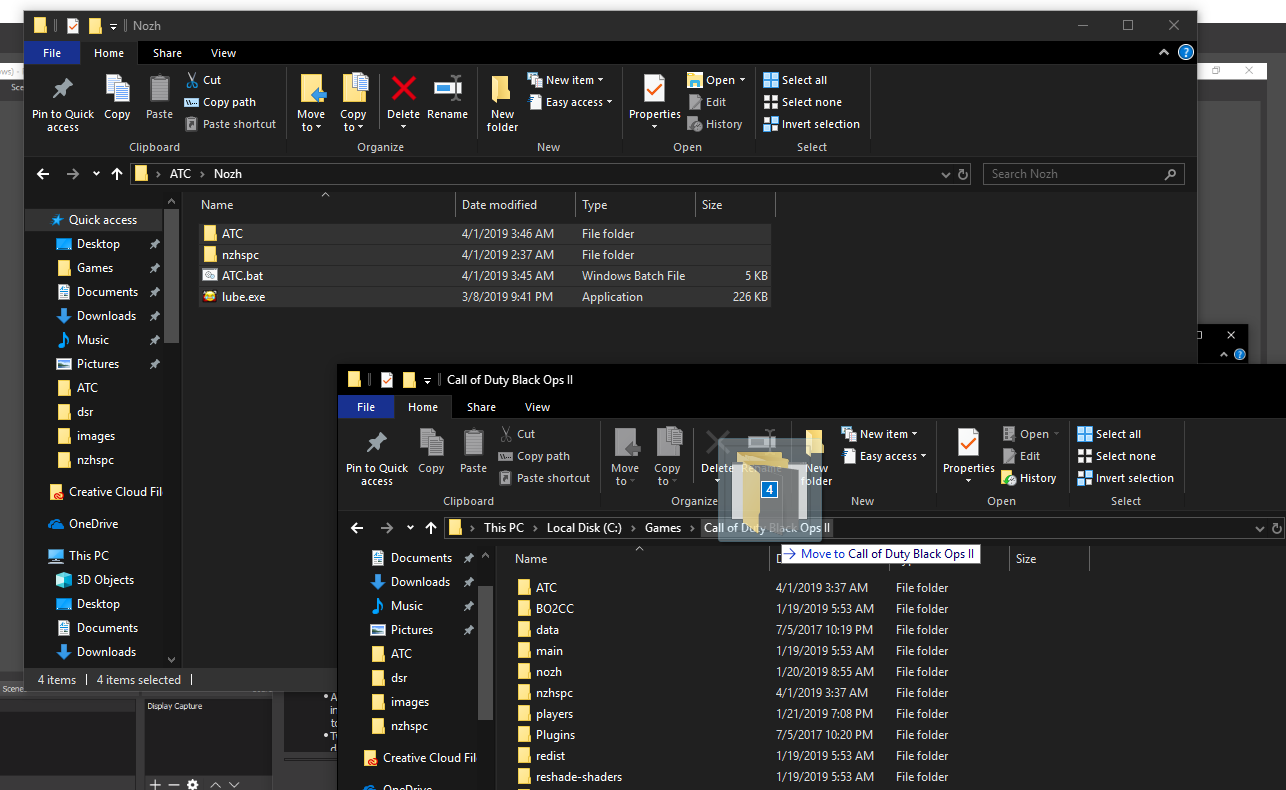 Nozh
File Home Share View
Pin to Quick access
Copy
Paste
Cut
Copy path
Paste shortcut
Clipboard
Move to
Copy to
Delete
Rename
Organize
New folder
New item
Easy access
New
Properties
Open
Edit
History
Open
Select all
Select none
Invert selection
Select
ATC Nozh
Search Nozh
Name Date modified Type Size
ATC 4/1/2019 3:46 AM File folder
nzhspc 4/1/2019 2:37 AM File folder
ATC.bat 4/1/2019 3:45 AM Windows Batch File 5 KB
lube.exe 3/8/2019 9:41 PM Application 226 KB
Quick access
Desktop
Games
Documents
Downloads
Music
Pictures
ATC
dsr
images
nzhspc
Creative Cloud Fil
OneDrive
This PC
3D Objects
Desktop
Documents
Downloads
4 items 4 items selected
Display Capture
Call of Duty Black Ops II
File Home Share View
Pin to Quick access
Copy
Paste
Cut
Copy path
Paste shortcut
Clipboard
Move to
Copy to
Delete
Rename
Organize
New folder
New item
Easy access
New
Properties
Open
Edit
History
Open
Select all
Select none
Invert selection
Select
4
This PC Local Disk (C:) Games Call of Duty Black Ops II
Move to Call of Duty Black Ops II
Name Size
ATC 4/1/2019 3:37 AM File folder
BO2CC 1/19/2019 5:53 AM File folder
data 7/5/2017 10:19 PM File folder
main 1/19/2019 5:53 AM File folder
nozh 1/20/2019 8:55 AM File folder
nzhspc 4/1/2019 3:37 AM File folder
players 1/21/2019 7:08 PM File folder
Plugins 7/5/2017 10:20 PM File folder
redist 1/19/2019 5:53 AM File folder
reshade-shaders 1/19/2019 5:53 AM File folder
Documents
Downloads
Music
Pictures
ATC
dsr
images
nzhspc
Creative Cloud Fil
OneDrive